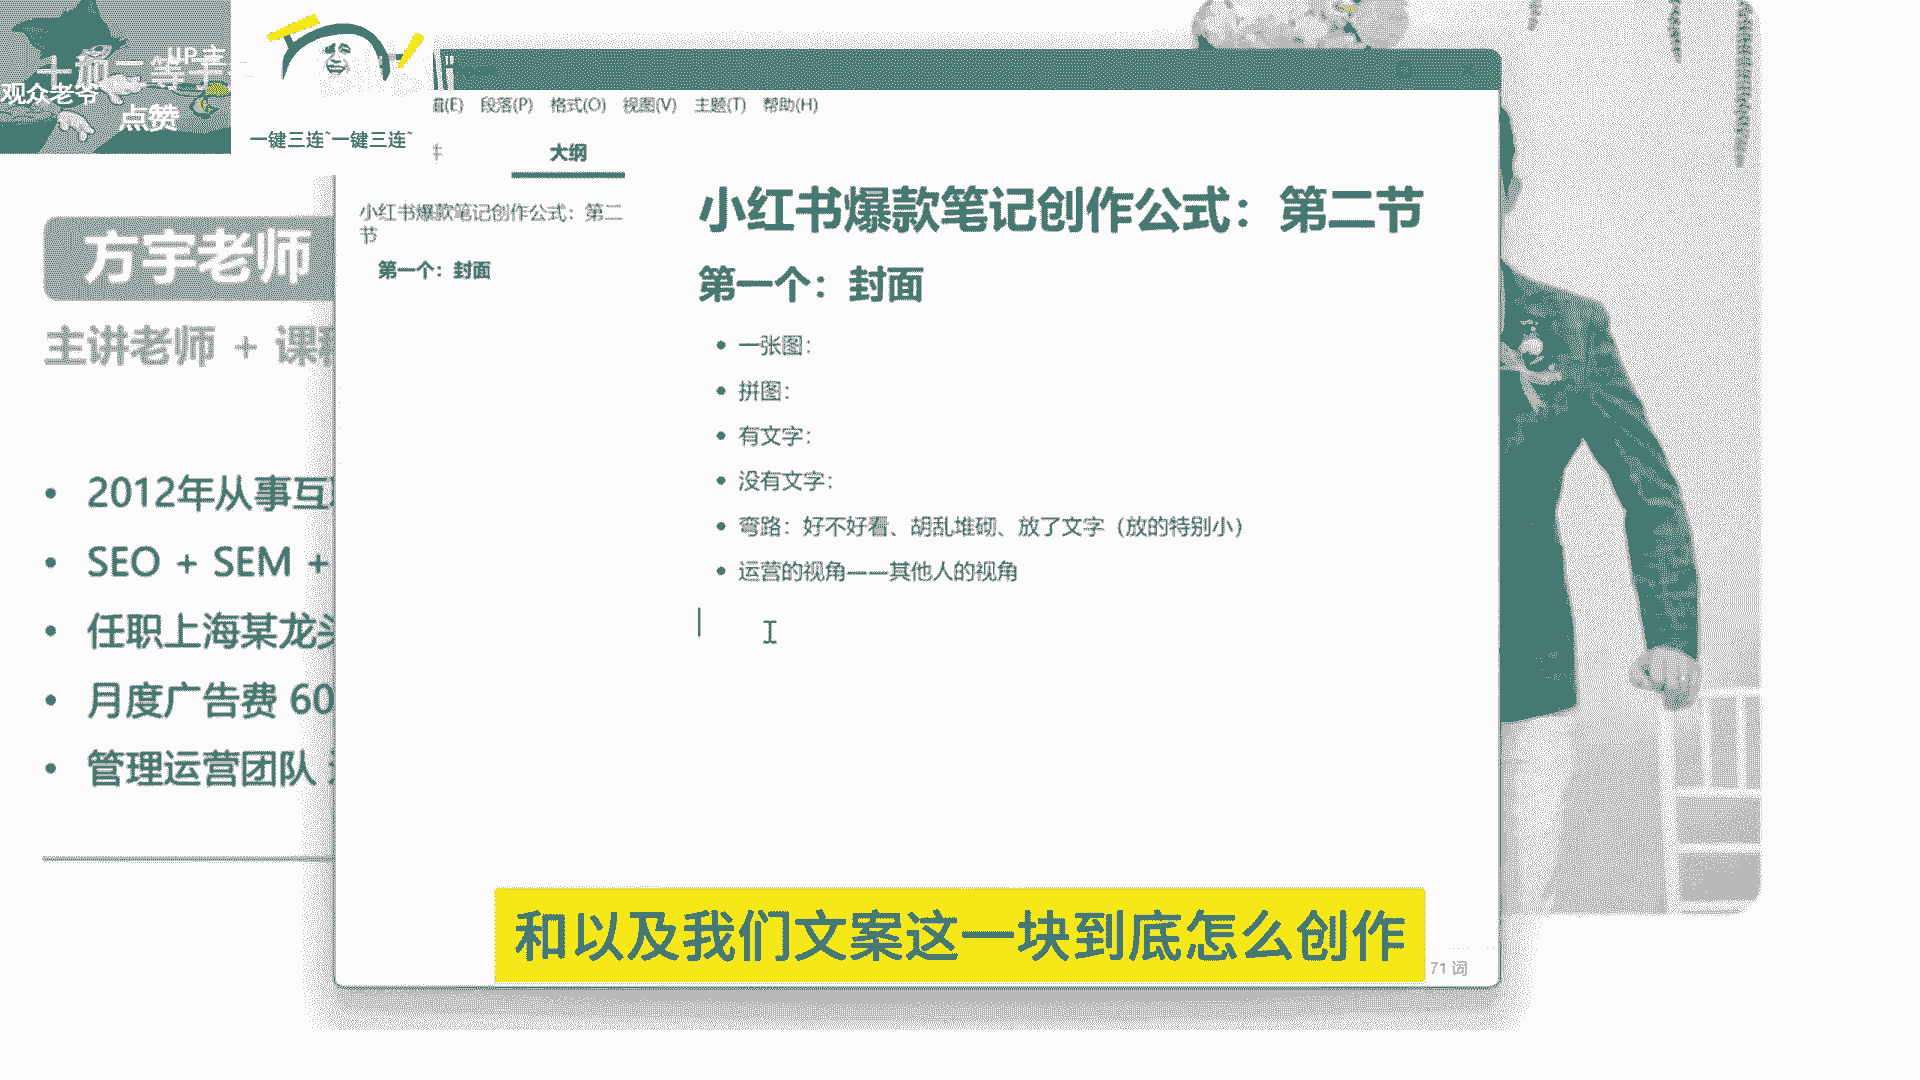 UP主
观众老爷
点赞
一键三连~一键三连~
辑(E) 段落(P) 格式(O) 视图(V) 主题(T) 帮助(H)
大纲
小红书爆款笔记创作公式：第二
节
第一个：封面
小红书爆款笔记创作公式：第二节
第一个：封面
• 一张图：
• 拼图：
• 有文字：
• 没有文字：
• 弯路：好不好看、胡乱堆砌、放了文字（放的特别小）
• 运营的视角——其他人的视角
71 词
方宇老师
主讲老师 + 课
• 2012年从事互
• SEO + SEM +
• 任职上海某龙
• 月度广告费 60
• 管理运营团队
和以及我们文案这一块到底怎么创作